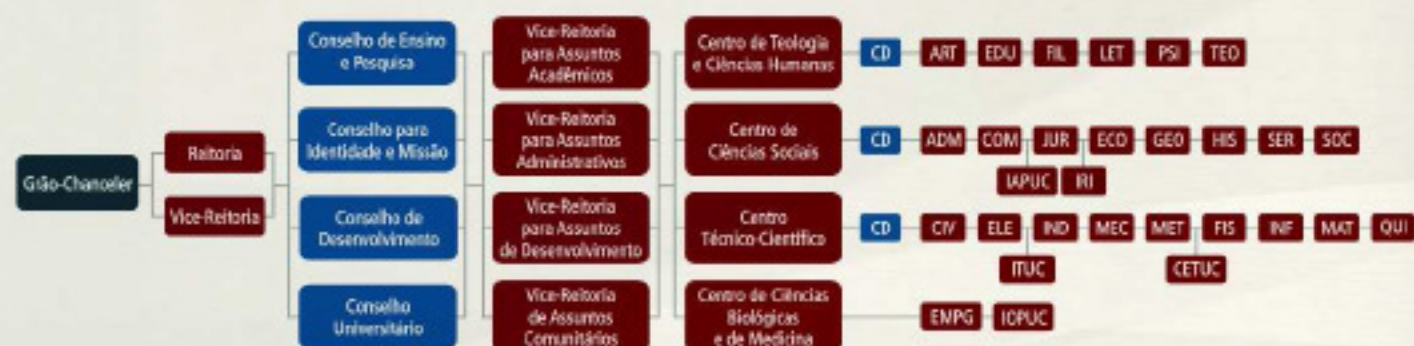 Grão-Chanceler
Reitoria
Vice-Reitoria
Conselho de Ensino
e Pesquisa
Conselho para
Identidade e Missão
Conselho de
Desenvolvimento
Conselho
Universitário
Vice-Reitoria
para Assuntos
Acadêmicos
Vice-Reitoria
para Assuntos
Administrativos
Vice-Reitoria
para Assuntos
de Desenvolvimento
Vice-Reitoria
de Assuntos
Comunitários
Centro de Teologia
e Ciências Humanas
CD ART EDU FIL LET PSI TEO
Centro de
Ciências Sociais
CD ADM COM JUR ECO GEO HIS SER SOC
IAPUC IRI
Centro
Técnico-Científico
CD CIV ELE IND MEC MET FIS INF MAT QUI
ITUC CETUC
Centro de Ciências
Biológicas
e de Medicina
EMPG IOPUC